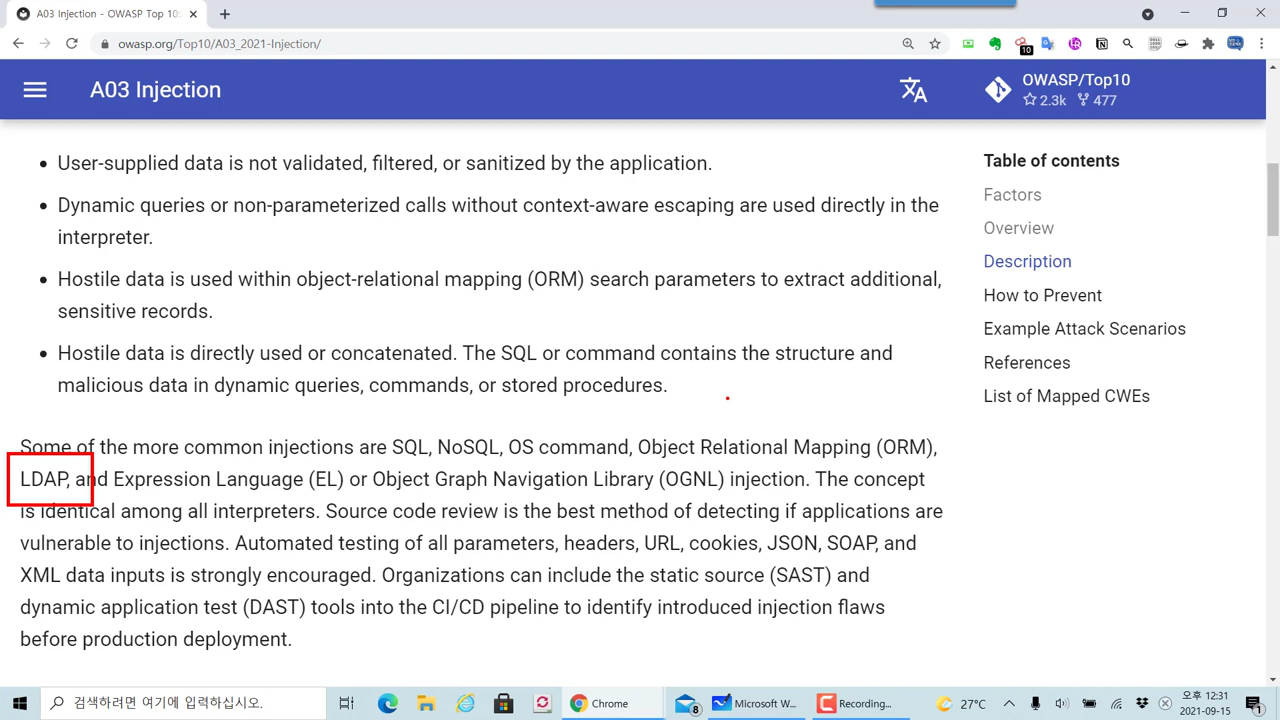 A03 Injection - OWASP Top 10:
owasp.org/Top10/A03_2021-Injection/
10
A03 Injection
OWASP/Top10
2.3k 477
User-supplied data is not validated, filtered, or sanitized by the application.
Dynamic queries or non-parameterized calls without context-aware escaping are used directly in the
interpreter.
Hostile data is used within object-relational mapping (ORM) search parameters to extract additional,
sensitive records.
Hostile data is directly used or concatenated. The SQL or command contains the structure and
malicious data in dynamic queries, commands, or stored procedures.
Some of the more common injections are SQL, NoSQL, OS command, Object Relational Mapping (ORM),
LDAP, and Expression Language (EL) or Object Graph Navigation Library (OGNL) injection. The concept
is identical among all interpreters. Source code review is the best method of detecting if applications are
vulnerable to injections. Automated testing of all parameters, headers, URL, cookies, JSON, SOAP, and
XML data inputs is strongly encouraged. Organizations can include the static source (SAST) and
dynamic application test (DAST) tools into the CI/CD pipeline to identify introduced injection flaws
before production deployment.
Table of contents
Factors
Overview
Description
How to Prevent
Example Attack Scenarios
References
List of Mapped CWEs
검색하려면 여기에 입력하십시오.
Chrome
8
Microsoft W...
Recording...
27°C
오후 12:31
2021-09-15
1